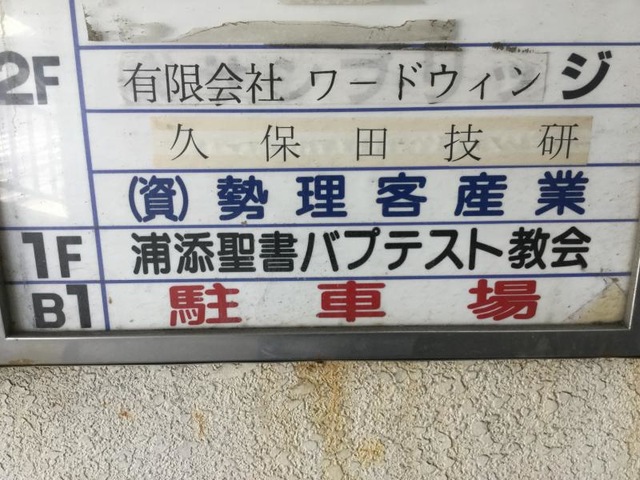 2F
有限会社 ワードウィン ジ
久保田技研
(資)勢理客産業
1F 浦添聖書バプテスト教会
B1 駐車場